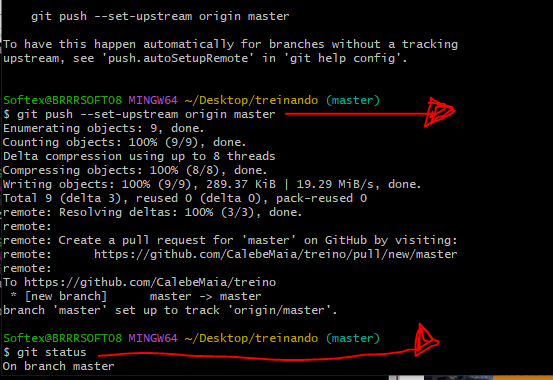 git push --set-upstream origin master
To have this happen automatically for branches without a tracking
upstream, see 'push.autoSetupRemote' in 'git help config'.
Softex@BRRRSOFT08 MINGW64 ~/Desktop/treinando (master)
$ git push --set-upstream origin master
Enumerating objects: 9, done.
Counting objects: 100% (9/9), done.
Delta compression using up to 8 threads
Compressing objects: 100% (8/8), done.
Writing objects: 100% (9/9), 289.37 KiB | 19.29 MiB/s, done.
Total 9 (delta 3), reused 0 (delta 0), pack-reused 0
remote: Resolving deltas: 100% (3/3), done.
remote:
remote: Create a pull request for 'master' on GitHub by visiting:
remote:      https://github.com/CalebeMaia/treino/pull/new/master
remote:
To https://github.com/CalebeMaia/treino
 * [new branch]      master -> master
branch 'master' set up to track 'origin/master'.
Softex@BRRRSOFT08 MINGW64 ~/Desktop/treinando (master)
$ git status
On branch master